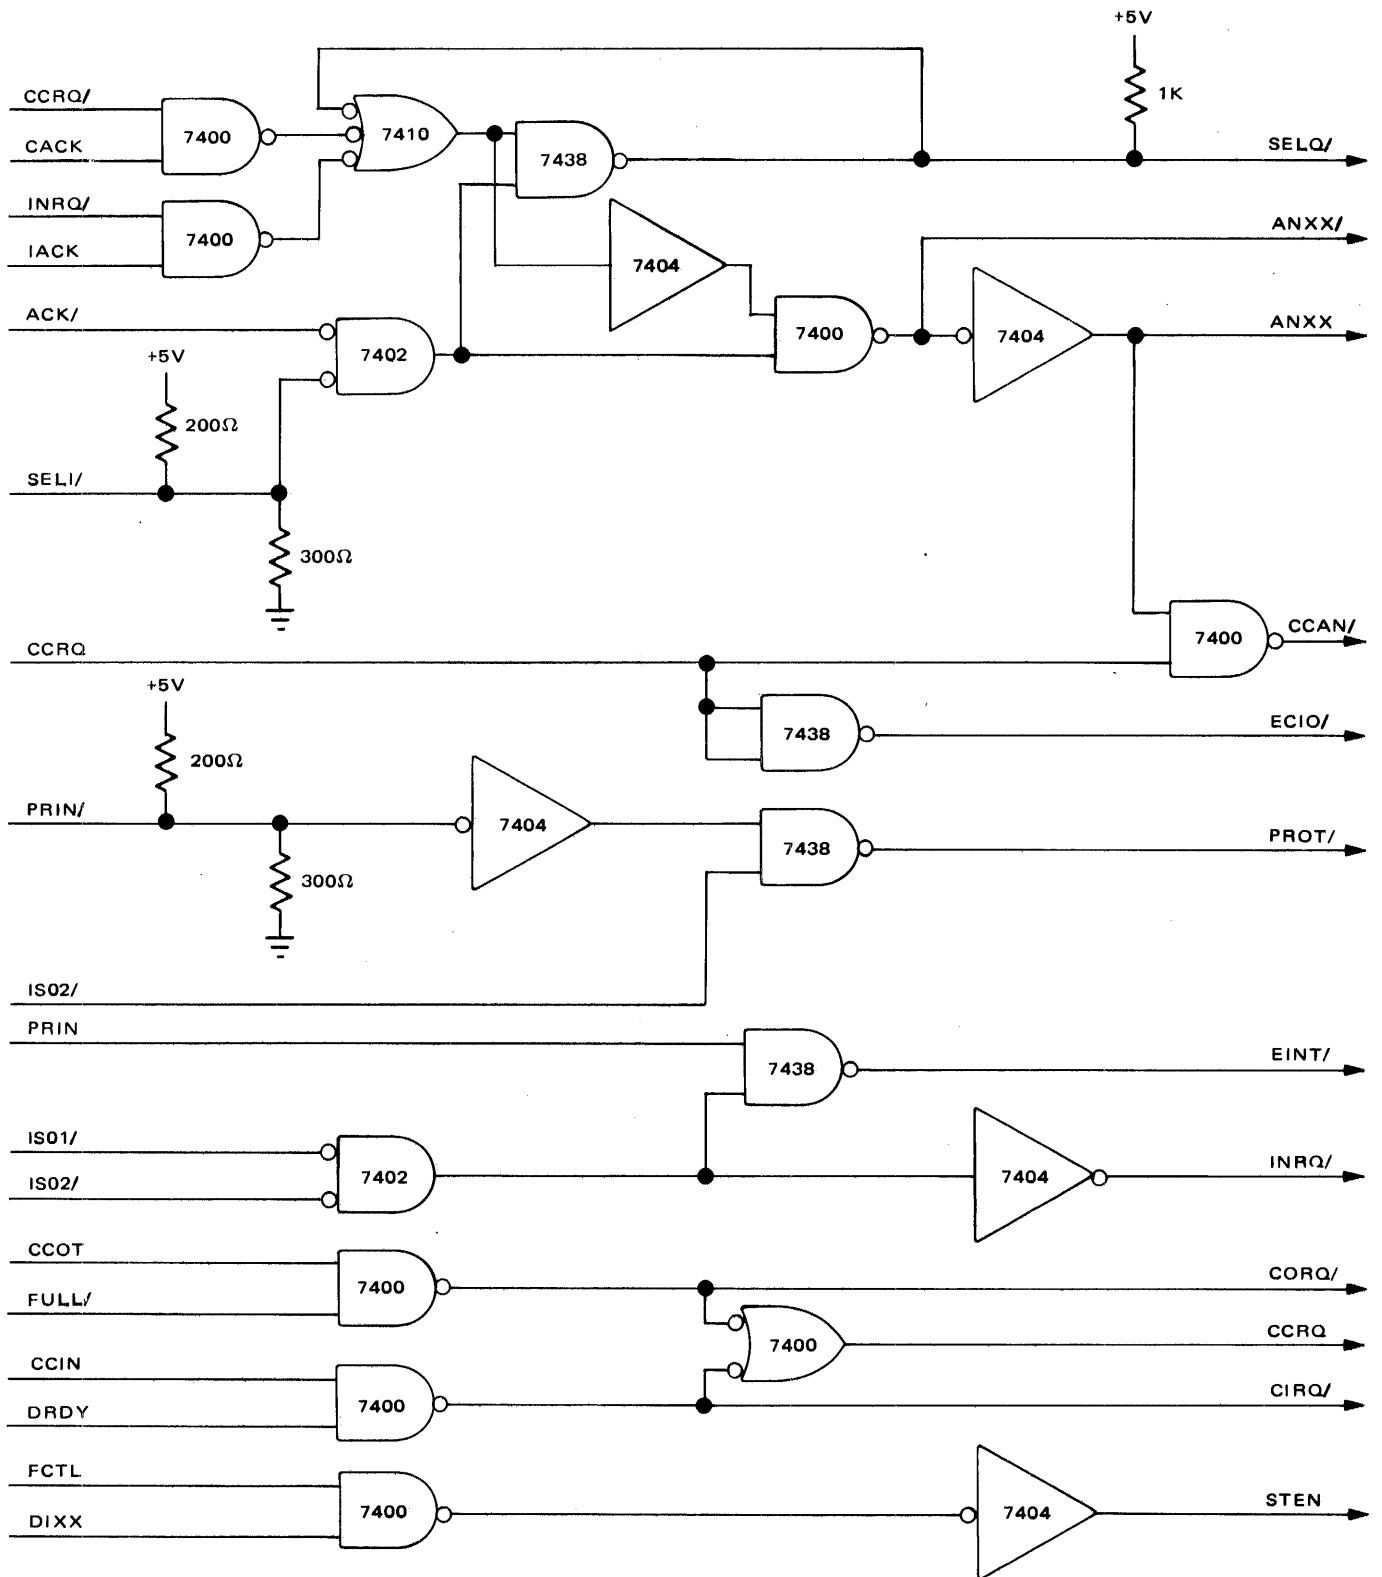 +5V
1K
CCRQ/
CACK
7400
7410
7438
SELQ/
INRQ/
IACK
7400
7404
ANXX/
ACK/
7402
7400
7404
ANXX
+5V
200Ω
SELI/
300Ω
7400
CCAN/
CCRQ
+5V
200Ω
7438
ECIO/
PRIN/
7404
7438
PROT/
300Ω
IS02/
PRIN
7438
EINT/
IS01/
IS02/
7402
7404
INRQ/
CCOT
FULL/
7400
CORQ/
7400
CCRQ
CCIN
DRDY
7400
CIRQ/
FCTL
DIXX
7400
7404
STEN